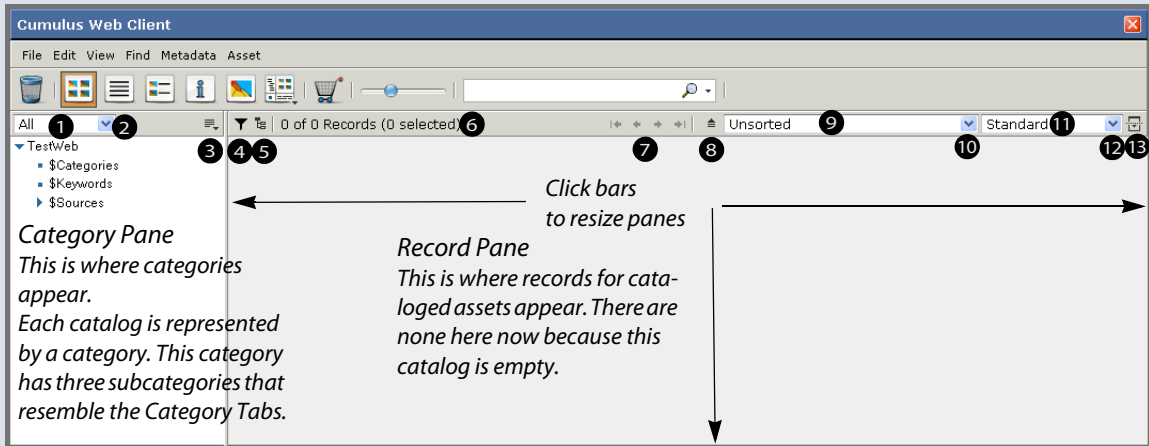 Cumulus Web Client
File Edit View Find Metadata Asset
All 1 2 3 4 5 0 of 0 Records (0 selected) 6 7 8 Unsorted 9 10 Standard 11 12 13
TestWeb
$Categories
$Keywords
$Sources
Category Pane
This is where categories
appear.
Each catalog is represented
by a category. This category
has three subcategories that
resemble the Category Tabs.
Click bars
to resize panes
Record Pane
This is where records for cata-
loged assets appear. There are
none here now because this
catalog is empty.